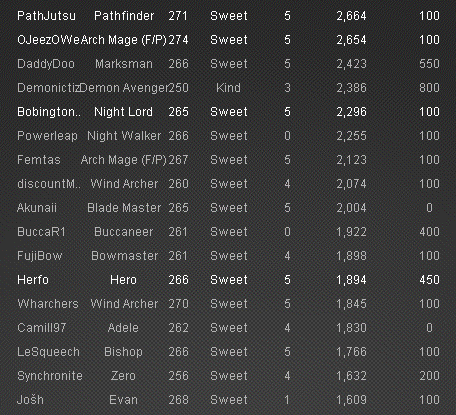 PathJutsu Pathfinder 271 Sweet 5 2,664 100
OJeezOWe Arch Mage (F/P) 274 Sweet 5 2,654 100
DaddyDoo Marksman 266 Sweet 5 2,423 550
Demonictiz Demon Avenger 250 Kind 3 2,386 800
Bobington.. Night Lord 265 Sweet 5 2,296 100
Powerleap Night Walker 266 Sweet 0 2,255 100
Femtas Arch Mage (F/P) 267 Sweet 5 2,123 100
discountM.. Wind Archer 260 Sweet 4 2,074 100
Akunaii Blade Master 265 Sweet 5 2,004 0
BuccaR1 Buccaneer 261 Sweet 0 1,922 400
FujiBow Bowmaster 261 Sweet 4 1,898 100
Herfo Hero 266 Sweet 5 1,894 450
Wharchers Wind Archer 270 Sweet 5 1,845 100
Camill97 Adele 262 Sweet 4 1,830 0
LeSqueech Bishop 266 Sweet 5 1,766 100
Synchronite Zero 256 Sweet 4 1,632 200
Jošh Evan 268 Sweet 1 1,609 100